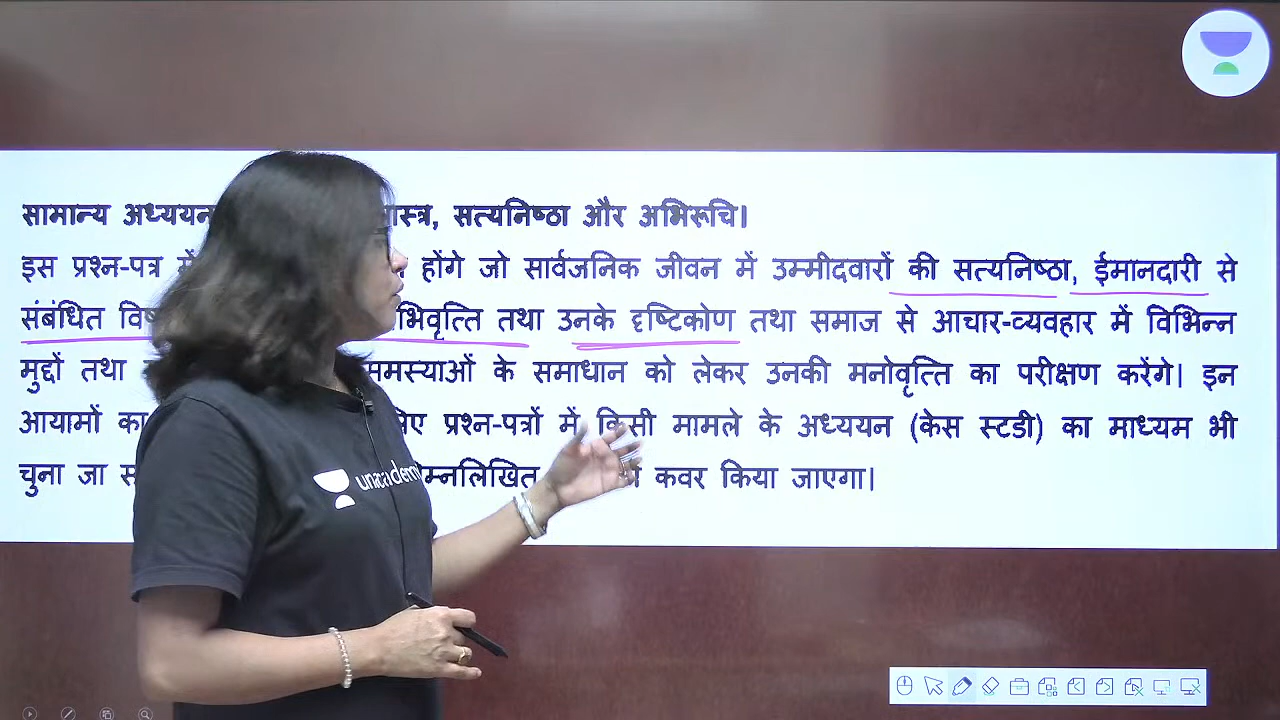 सामान्य अध्ययन स्त्र, सत्यनिष्ठा और अभिरूचि।
इस प्रश्न-पत्र में होंगे जो सार्वजनिक जीवन में उम्मीदवारों की सत्यनिष्ठा, ईमानदारी से
संबंधित तथा उनके दृष्टिकोण तथा समाज से आचार-व्यवहार में विभिन्न
मुद्दों तथा समस्याओं के समाधान को लेकर उनकी मनोवृत्ति का परीक्षण करेंगे। इन
आयामों का प्रश्न-पत्रों में किसी मामले के अध्ययन (केस स्टडी) का माध्यम भी
चुना जा कवर किया जाएगा।
unacademy